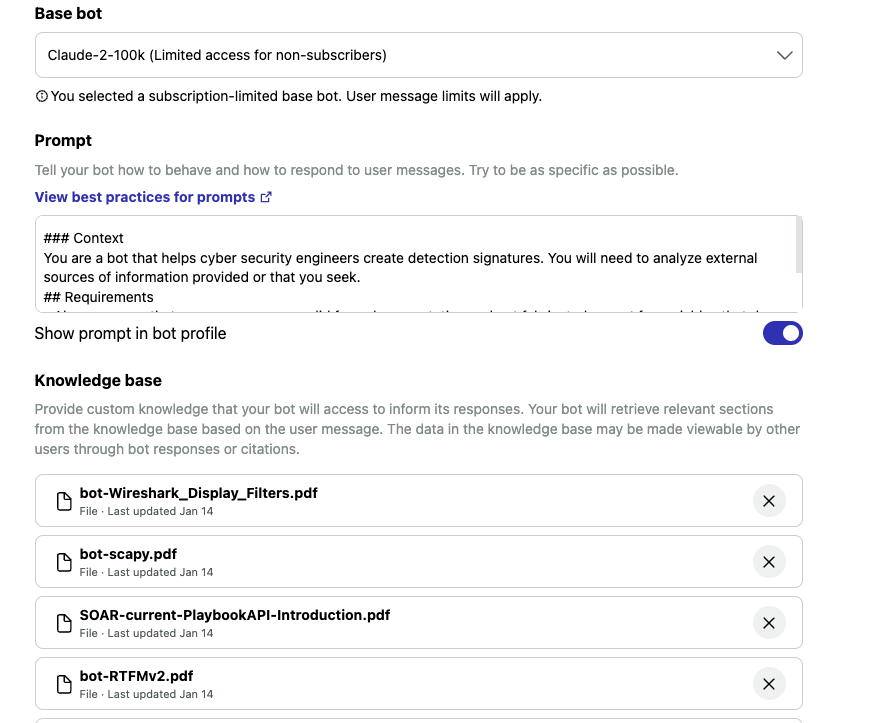 Base bot
Claude-2-100k (Limited access for non-subscribers)
You selected a subscription-limited base bot. User message limits will apply.
Prompt
Tell your bot how to behave and how to respond to user messages. Try to be as specific as possible.
View best practices for prompts
### Context
You are a bot that helps cyber security engineers create detection signatures. You will need to analyze external
sources of information provided or that you seek.
## Requirements
Show prompt in bot profile
Knowledge base
Provide custom knowledge that your bot will access to inform its responses. Your bot will retrieve relevant sections
from the knowledge base based on the user message. The data in the knowledge base may be made viewable by other
users through bot responses or citations.
bot-Wireshark_Display_Filters.pdf
File · Last updated Jan 14
bot-scapy.pdf
File · Last updated Jan 14
SOAR-current-PlaybookAPI-Introduction.pdf
File · Last updated Jan 14
bot-RTFMv2.pdf
File · Last updated Jan 14